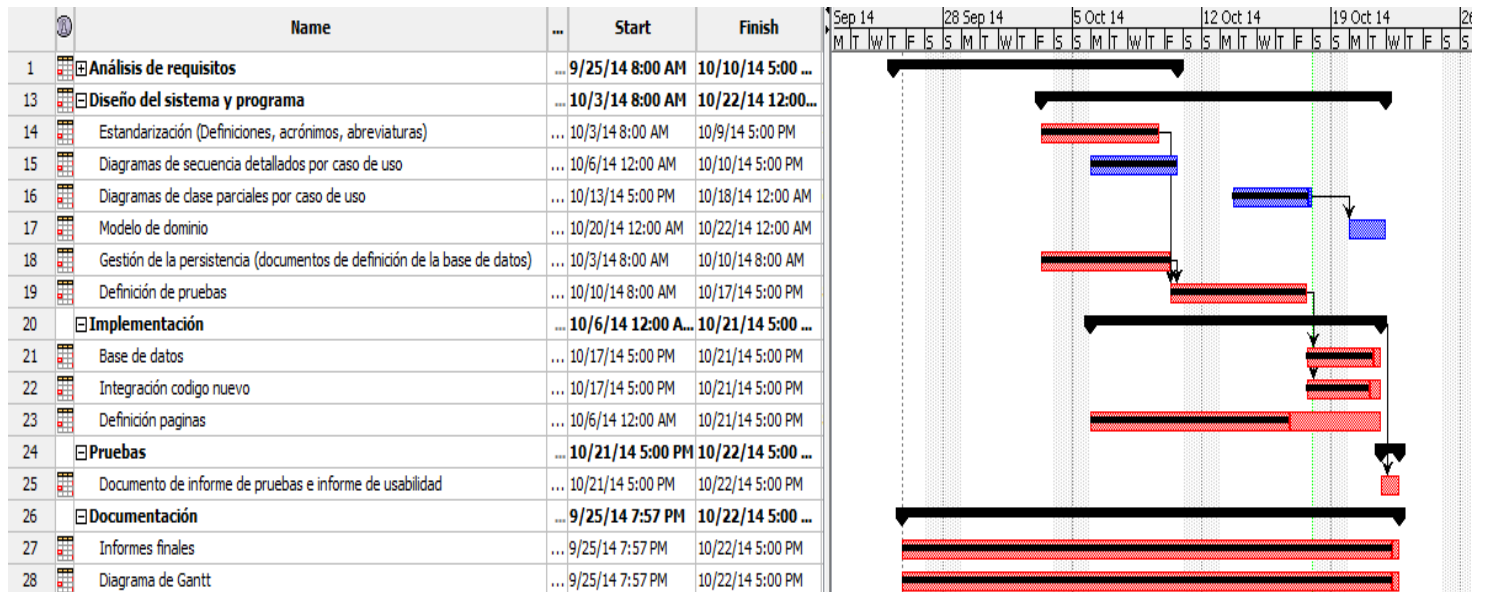 Name ... Start Finish Sep 14 28 Sep 14 5 Oct 14 12 Oct 14 19 Oct 14 26
M T W T F S S M T W T F S S M T W T F S S M T W T F S S M T W T F S S
1 Análisis de requisitos ... 9/25/14 8:00 AM 10/10/14 5:00 ...
13 Diseño del sistema y programa ... 10/3/14 8:00 AM 10/22/14 12:00...
14 Estandarización (Definiciones, acrónimos, abreviaturas) ... 10/3/14 8:00 AM 10/9/14 5:00 PM
15 Diagramas de secuencia detallados por caso de uso ... 10/6/14 12:00 AM 10/10/14 5:00 PM
16 Diagramas de clase parciales por caso de uso ... 10/13/14 5:00 PM 10/18/14 12:00 AM
17 Modelo de dominio ... 10/20/14 12:00 AM 10/22/14 12:00 AM
18 Gestión de la persistencia (documentos de definición de la base de datos) ... 10/3/14 8:00 AM 10/10/14 8:00 AM
19 Definición de pruebas ... 10/10/14 8:00 AM 10/17/14 5:00 PM
20 Implementación ... 10/6/14 12:00 A... 10/21/14 5:00 ...
21 Base de datos ... 10/17/14 5:00 PM 10/21/14 5:00 PM
22 Integración codigo nuevo ... 10/17/14 5:00 PM 10/21/14 5:00 PM
23 Definición paginas ... 10/6/14 12:00 AM 10/21/14 5:00 PM
24 Pruebas ... 10/21/14 5:00 PM 10/22/14 5:00 ...
25 Documento de informe de pruebas e informe de usabilidad ... 10/21/14 5:00 PM 10/22/14 5:00 PM
26 Documentación ... 9/25/14 7:57 PM 10/22/14 5:00 ...
27 Informes finales ... 9/25/14 7:57 PM 10/22/14 5:00 PM
28 Diagrama de Gantt ... 9/25/14 7:57 PM 10/22/14 5:00 PM